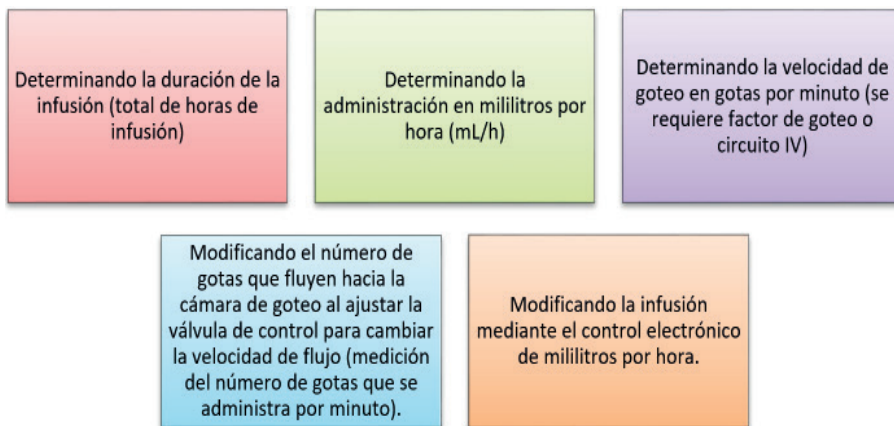 Determinando la duración de la
infusión (total de horas de
infusión)
Determinando la
administración en mililitros por
hora (mL/h)
Determinando la velocidad de
goteo en gotas por minuto (se
requiere factor de goteo o
circuito IV)
Modificando el número de
gotas que fluyen hacia la
cámara de goteo al ajustar la
válvula de control para cambiar
la velocidad de flujo (medición
del número de gotas que se
administra por minuto).
Modificando la infusión
mediante el control electrónico
de mililitros por hora.